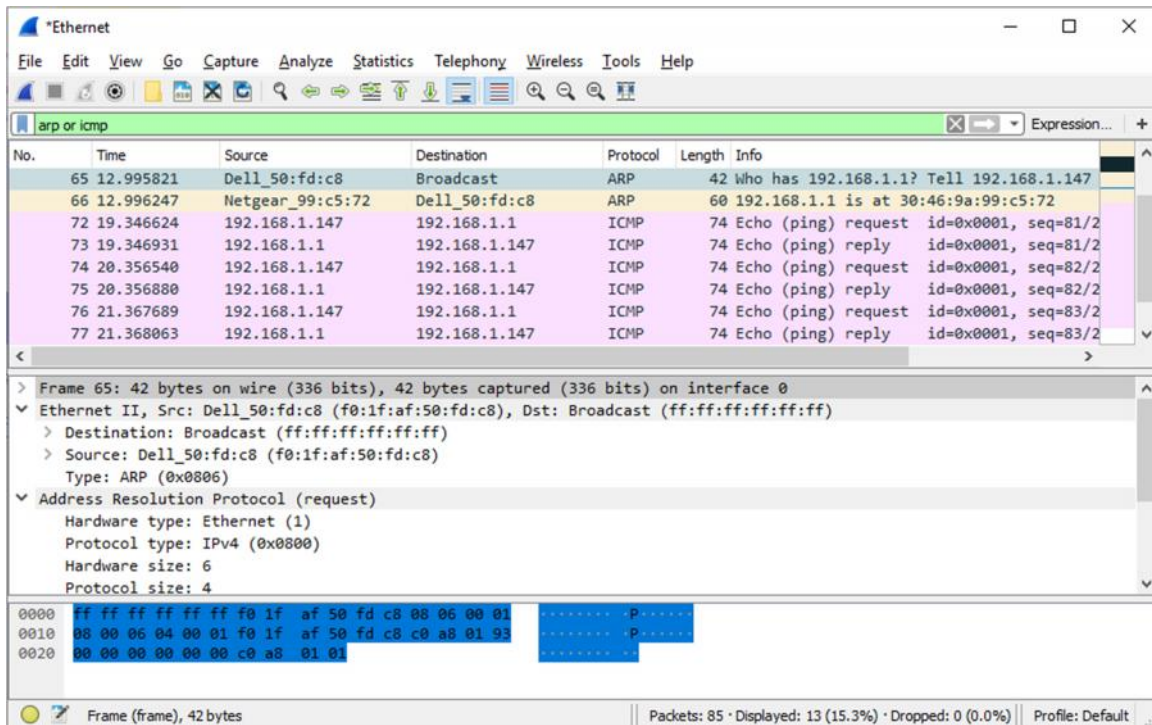 *Ethernet
File Edit View Go Capture Analyze Statistics Telephony Wireless Tools Help
arp or icmp Expression... +
No. Time Source Destination Protocol Length Info
65 12.995821 Dell_50:fd:c8 Broadcast ARP 42 Who has 192.168.1.1? Tell 192.168.1.147
66 12.996247 Netgear_99:c5:72 Dell_50:fd:c8 ARP 60 192.168.1.1 is at 30:46:9a:99:c5:72
72 19.346624 192.168.1.147 192.168.1.1 ICMP 74 Echo (ping) request id=0x0001, seq=81/2
73 19.346931 192.168.1.1 192.168.1.147 ICMP 74 Echo (ping) reply id=0x0001, seq=81/2
74 20.356540 192.168.1.147 192.168.1.1 ICMP 74 Echo (ping) request id=0x0001, seq=82/2
75 20.356880 192.168.1.1 192.168.1.147 ICMP 74 Echo (ping) reply id=0x0001, seq=82/2
76 21.367689 192.168.1.147 192.168.1.1 ICMP 74 Echo (ping) request id=0x0001, seq=83/2
77 21.368063 192.168.1.1 192.168.1.147 ICMP 74 Echo (ping) reply id=0x0001, seq=83/2
Frame 65: 42 bytes on wire (336 bits), 42 bytes captured (336 bits) on interface 0
Ethernet II, Src: Dell_50:fd:c8 (f0:1f:af:50:fd:c8), Dst: Broadcast (ff:ff:ff:ff:ff:ff)
Destination: Broadcast (ff:ff:ff:ff:ff:ff)
Source: Dell_50:fd:c8 (f0:1f:af:50:fd:c8)
Type: ARP (0x0806)
Address Resolution Protocol (request)
Hardware type: Ethernet (1)
Protocol type: IPv4 (0x0800)
Hardware size: 6
Protocol size: 4
0000 ff ff ff ff ff ff f0 1f af 50 fd c8 08 06 00 01 ········ ·P······
0010 08 00 06 04 00 01 f0 1f af 50 fd c8 c0 a8 01 93 ········ ·P······
0020 00 00 00 00 00 00 c0 a8 01 01 ········ ··
Frame (frame), 42 bytes Packets: 85 · Displayed: 13 (15.3%) · Dropped: 0 (0.0%) Profile: Default